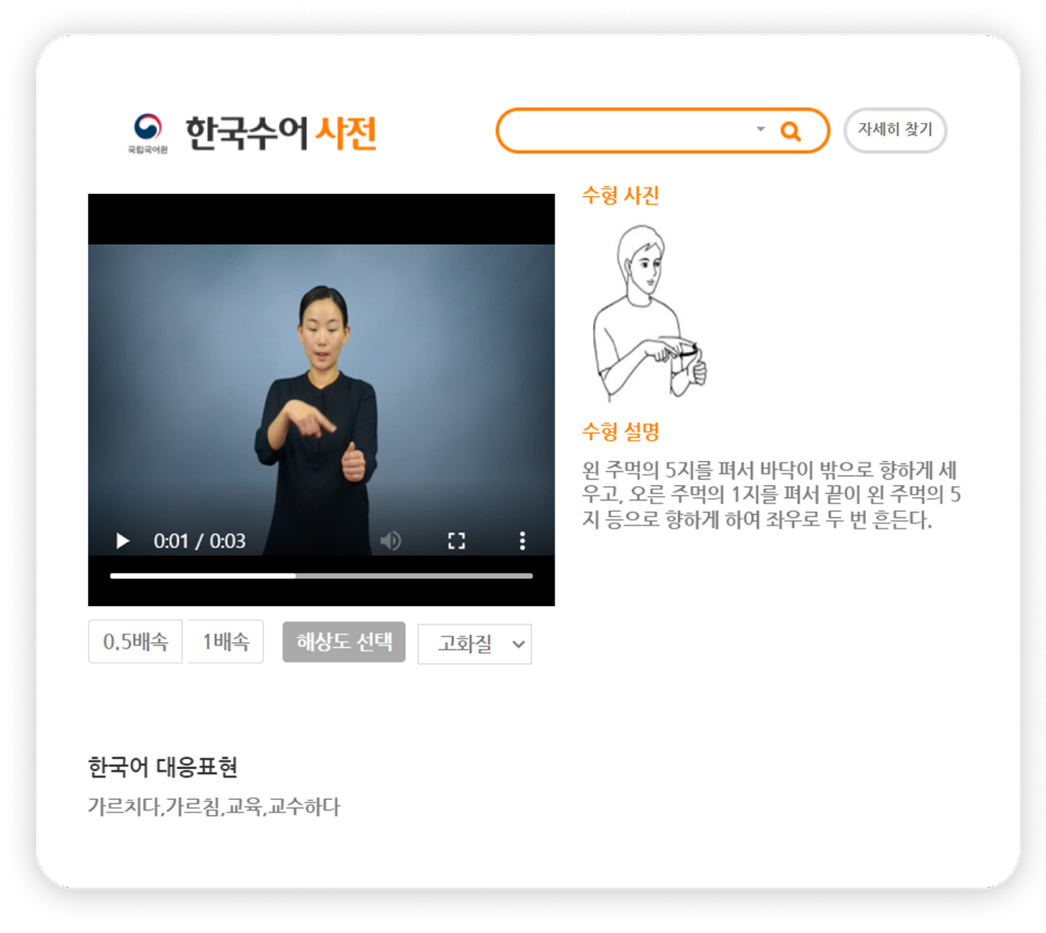 국립국어원
한국수어 사전
자세히 찾기
수형 사진
수형 설명
왼 주먹의 5지를 펴서 바닥이 밖으로 향하게 세
우고, 오른 주먹의 1지를 펴서 끝이 왼 주먹의 5
지 등으로 향하게 하여 좌우로 두 번 흔든다.
0:01 / 0:03
0.5배속 1배속 해상도 선택 고화질
한국어 대응표현
가르치다,가르침,교육,교수하다